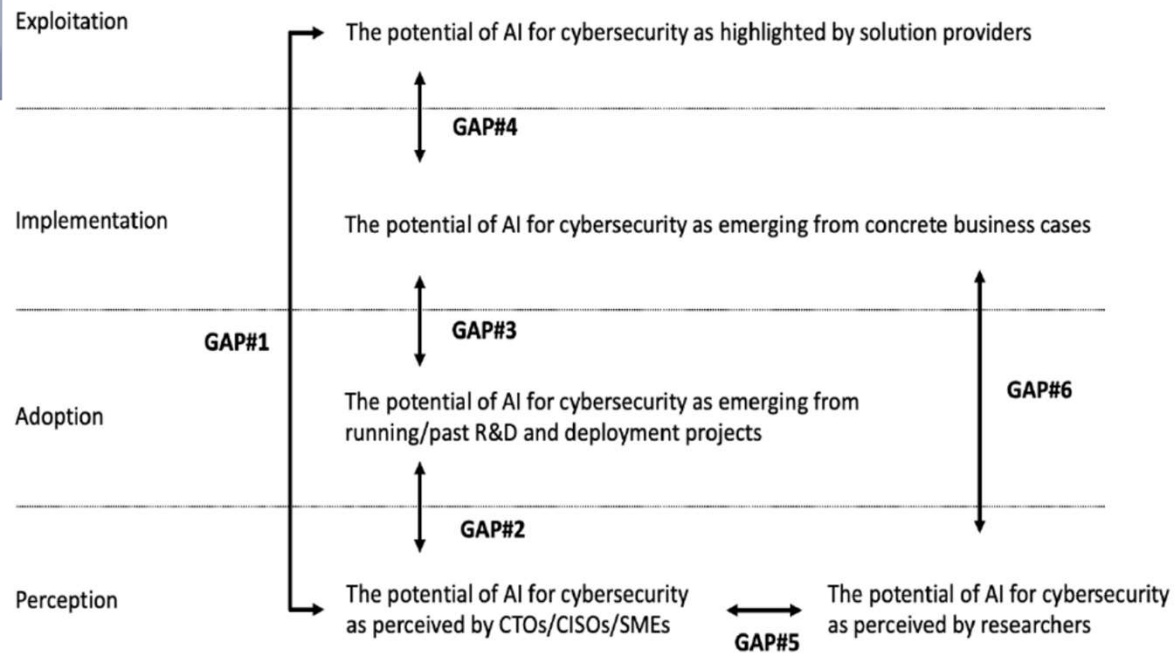 Exploitation
The potential of AI for cybersecurity as highlighted by solution providers
GAP#4
Implementation
The potential of AI for cybersecurity as emerging from concrete business cases
GAP#3
GAP#1
GAP#6
Adoption
The potential of AI for cybersecurity as emerging from
running/past R&D and deployment projects
GAP#2
Perception
The potential of AI for cybersecurity
as perceived by CTOs/CISOs/SMEs
GAP#5
The potential of AI for cybersecurity
as perceived by researchers